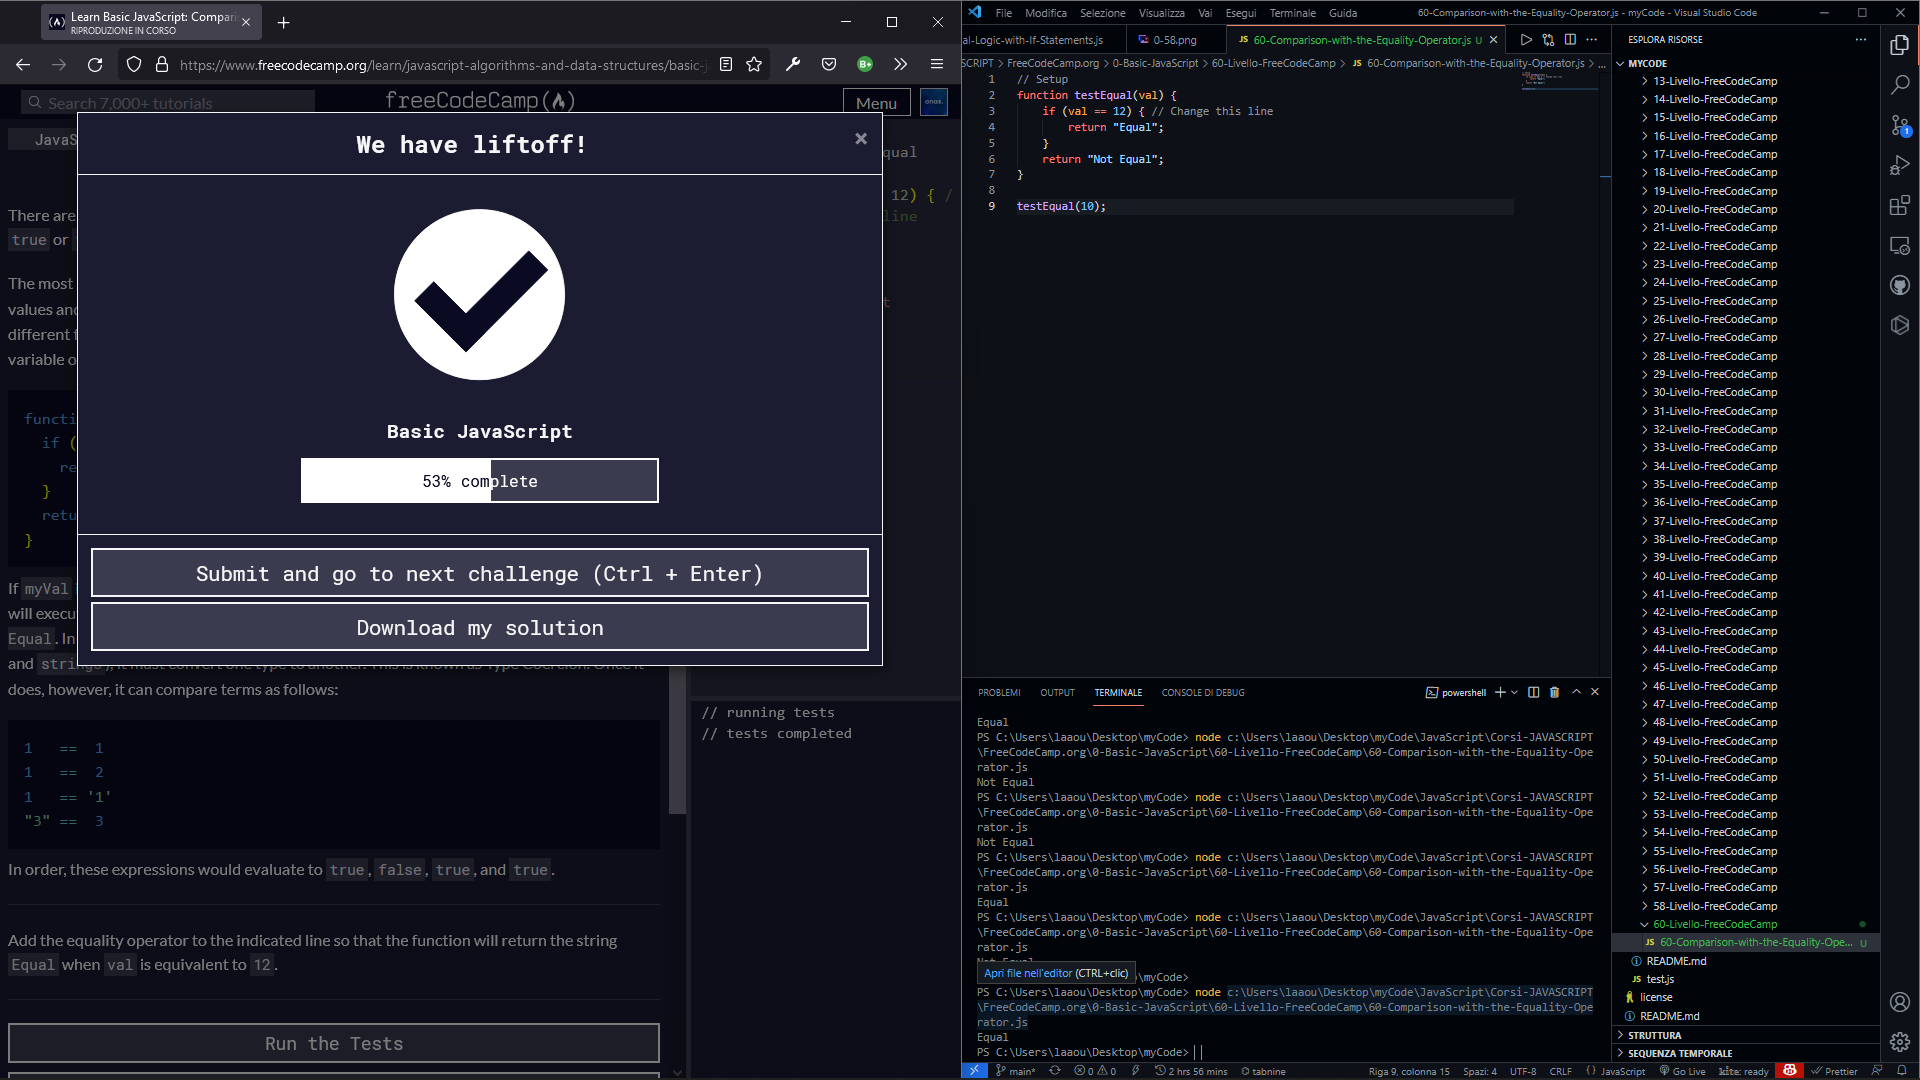 Learn Basic JavaScript: Compari
RIPRODUZIONE IN CORSO
https://www.freecodecamp.org/learn/javascript-algorithms-and-data-structures/basic-j
Search 7,000+ tutorials
freeCodeCamp
Menu
JavaS
We have liftoff!
×
Basic JavaScript
53% complete
Submit and go to next challenge (Ctrl + Enter)
Download my solution
There are
true or
The most
values and
different f
variable o
functi
if (
re
}
retu
}
If myVal
will execu
Equal. In
does, however, it can compare terms as follows:
1 == 1
1 == 2
1 == '1'
"3" == 3
In order, these expressions would evaluate to true, false, true, and true.
Add the equality operator to the indicated line so that the function will return the string
Equal when val is equivalent to 12.
Run the Tests
qual
12) { /
line
// running tests
// tests completed
File Modifica Selezione Visualizza Vai Esegui Terminale Guida
60-Comparison-with-the-Equality-Operator.js - myCode - Visual Studio Code
al-Logic-with-If-Statements.js
0-58.png
JS 60-Comparison-with-the-Equality-Operator.js U
SCRIPT > FreeCodeCamp.org > 0-Basic-JavaScript > 60-Livello-FreeCodeCamp > JS 60-Comparison-with-the-Equality-Operator.js > ...
1 // Setup
2 function testEqual(val) {
3 if (val == 12) { // Change this line
4 return "Equal";
5 }
6 return "Not Equal";
7 }
8
9 testEqual(10);
PROBLEMI OUTPUT TERMINALE CONSOLE DI DEBUG
powershell
Equal
PS C:\Users\laaou\Desktop\myCode> node c:\Users\laaou\Desktop\myCode\JavaScript\Corsi-JAVASCRIPT
\FreeCodeCamp.org\0-Basic-JavaScript\60-Livello-FreeCodeCamp\60-Comparison-with-the-Equality-Ope
rator.js
Not Equal
PS C:\Users\laaou\Desktop\myCode> node c:\Users\laaou\Desktop\myCode\JavaScript\Corsi-JAVASCRIPT
\FreeCodeCamp.org\0-Basic-JavaScript\60-Livello-FreeCodeCamp\60-Comparison-with-the-Equality-Ope
rator.js
Not Equal
PS C:\Users\laaou\Desktop\myCode> node c:\Users\laaou\Desktop\myCode\JavaScript\Corsi-JAVASCRIPT
\FreeCodeCamp.org\0-Basic-JavaScript\60-Livello-FreeCodeCamp\60-Comparison-with-the-Equality-Ope
rator.js
Equal
PS C:\Users\laaou\Desktop\myCode> node c:\Users\laaou\Desktop\myCode\JavaScript\Corsi-JAVASCRIPT
\FreeCodeCamp.org\0-Basic-JavaScript\60-Livello-FreeCodeCamp\60-Comparison-with-the-Equality-Ope
rator.js
Apri file nell'editor (CTRL+clic)
\myCode>
PS C:\Users\laaou\Desktop\myCode> node c:\Users\laaou\Desktop\myCode\JavaScript\Corsi-JAVASCRIPT
\FreeCodeCamp.org\0-Basic-JavaScript\60-Livello-FreeCodeCamp\60-Comparison-with-the-Equality-Ope
rator.js
Equal
PS C:\Users\laaou\Desktop\myCode>
ESPLORA RISORSE
MYCODE
13-Livello-FreeCodeCamp
14-Livello-FreeCodeCamp
15-Livello-FreeCodeCamp
16-Livello-FreeCodeCamp
17-Livello-FreeCodeCamp
18-Livello-FreeCodeCamp
19-Livello-FreeCodeCamp
20-Livello-FreeCodeCamp
21-Livello-FreeCodeCamp
22-Livello-FreeCodeCamp
23-Livello-FreeCodeCamp
24-Livello-FreeCodeCamp
25-Livello-FreeCodeCamp
26-Livello-FreeCodeCamp
27-Livello-FreeCodeCamp
28-Livello-FreeCodeCamp
29-Livello-FreeCodeCamp
30-Livello-FreeCodeCamp
31-Livello-FreeCodeCamp
32-Livello-FreeCodeCamp
33-Livello-FreeCodeCamp
34-Livello-FreeCodeCamp
35-Livello-FreeCodeCamp
36-Livello-FreeCodeCamp
37-Livello-FreeCodeCamp
38-Livello-FreeCodeCamp
39-Livello-FreeCodeCamp
40-Livello-FreeCodeCamp
41-Livello-FreeCodeCamp
42-Livello-FreeCodeCamp
43-Livello-FreeCodeCamp
44-Livello-FreeCodeCamp
45-Livello-FreeCodeCamp
46-Livello-FreeCodeCamp
47-Livello-FreeCodeCamp
48-Livello-FreeCodeCamp
49-Livello-FreeCodeCamp
50-Livello-FreeCodeCamp
51-Livello-FreeCodeCamp
52-Livello-FreeCodeCamp
53-Livello-FreeCodeCamp
54-Livello-FreeCodeCamp
55-Livello-FreeCodeCamp
56-Livello-FreeCodeCamp
57-Livello-FreeCodeCamp
58-Livello-FreeCodeCamp
60-Livello-FreeCodeCamp
JS 60-Comparison-with-the-Equality-Ope... U
README.md
JS test.js
license
README.md
STRUTTURA
SEQUENZA TEMPORALE
1
main* 0 0 2 hrs 56 mins tabnine
Riga 9, colonna 15 Spazi: 4 UTF-8 CRLF { } JavaScript Go Live kite: ready Prettier